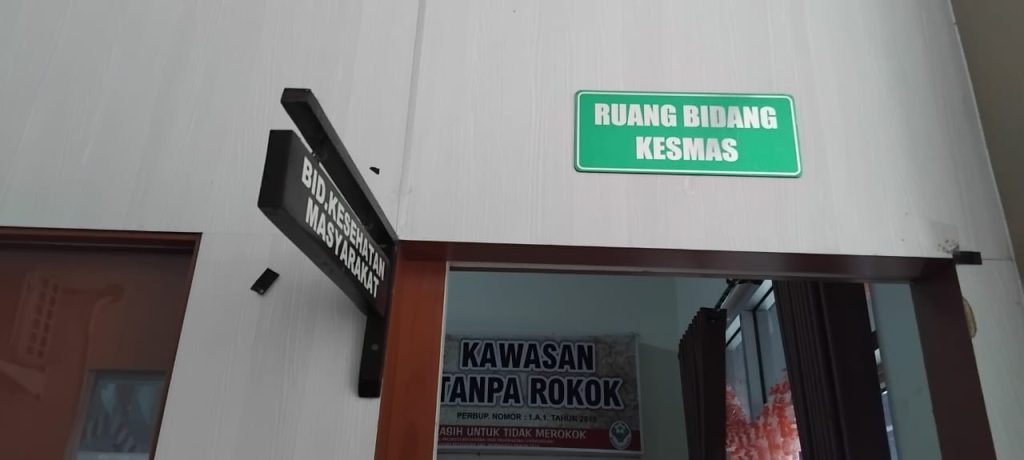 RUANG BIDANG
KESMAS
BID.KESEHATAN
MASYARAKAT
KAWASAN
TANPA ROKOK
PERBUP NOMOR : 1.A.1. TAHUN
ASIH UNTUK TIDAK MEROKOK